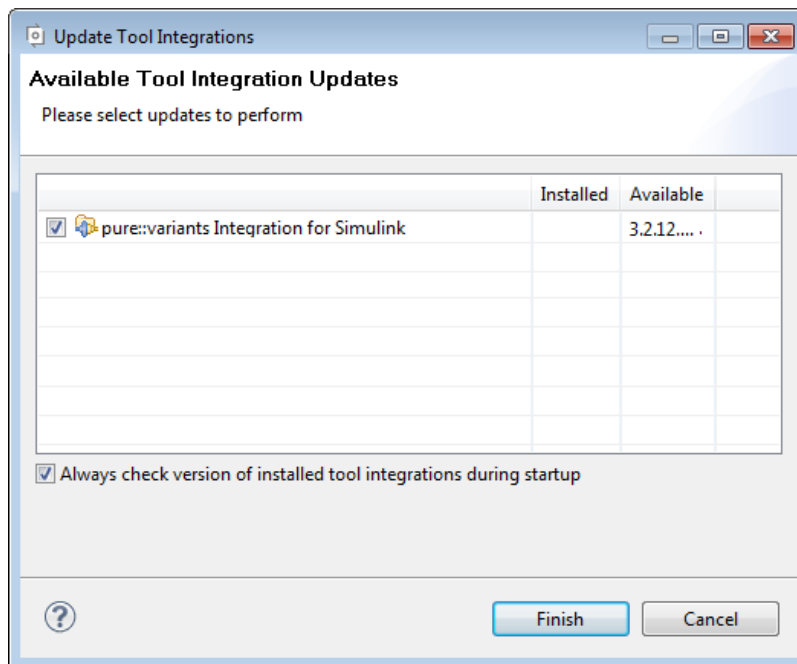 Update Tool Integrations
Available Tool Integration Updates
Please select updates to perform
Installed Available
pure::variants Integration for Simulink 3.2.12.... .
Always check version of installed tool integrations during startup
?
Finish Cancel